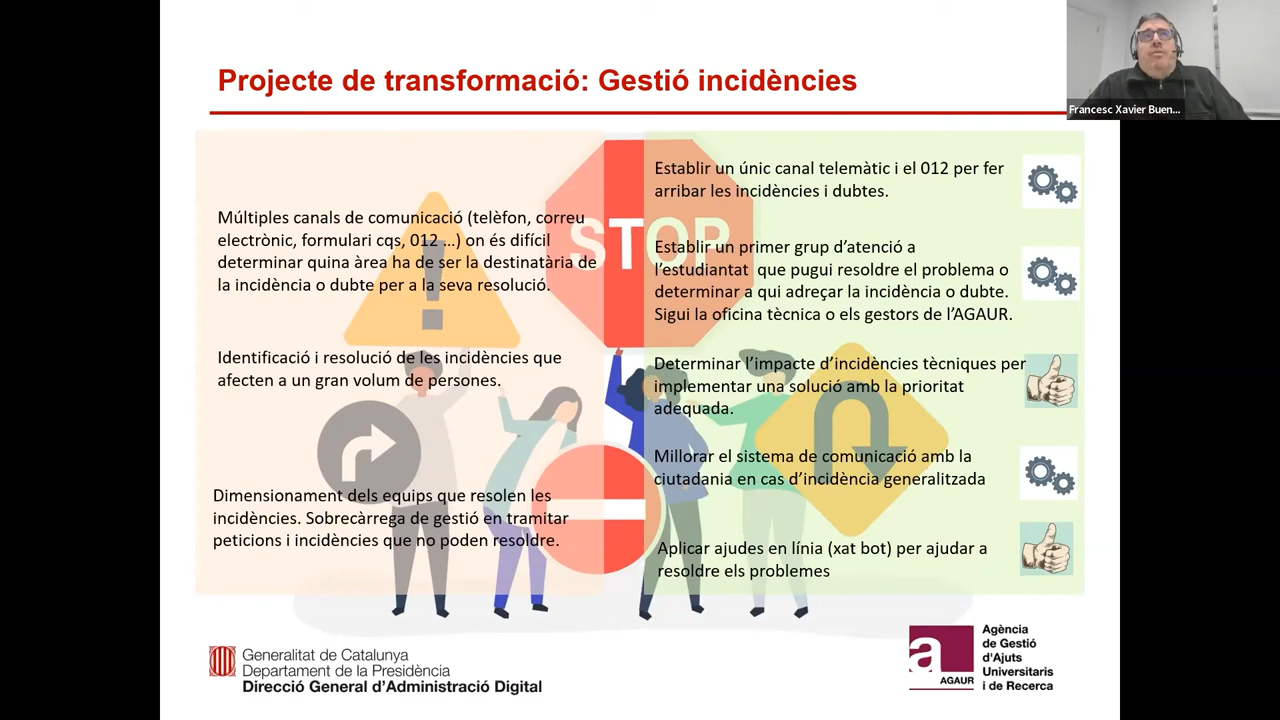 Projecte de transformació: Gestió incidències
Francesc Xavier Buen...
STOP
Múltiples canals de comunicació (telèfon, correu
electrònic, formulari cqs, 012 ...) on és difícil
determinar quina àrea ha de ser la destinatària de
la incidència o dubte per a la seva resolució.
Identificació i resolució de les incidències que
afecten a un gran volum de persones.
Dimensionament dels equips que resolen les
incidències. Sobrecàrrega de gestió en tramitar
peticions i incidències que no poden resoldre.
Establir un únic canal telemàtic i el 012 per fer
arribar les incidències i dubtes.
Establir un primer grup d’atenció a
l’estudiantat que pugui resoldre el problema o
determinar a qui adreçar la incidència o dubte.
Sigui la oficina tècnica o els gestors de l’AGAUR.
Determinar l’impacte d’incidències tècniques per
implementar una solució amb la prioritat
adequada.
Millorar el sistema de comunicació amb la
ciutadania en cas d’incidència generalitzada
Aplicar ajudes en línia (xat bot) per ajudar a
resoldre els problemes
Generalitat de Catalunya
Departament de la Presidència
Direcció General d’Administració Digital
a
AGAUR
Agència
de Gestió
d’Ajuts
Universitaris
i de Recerca